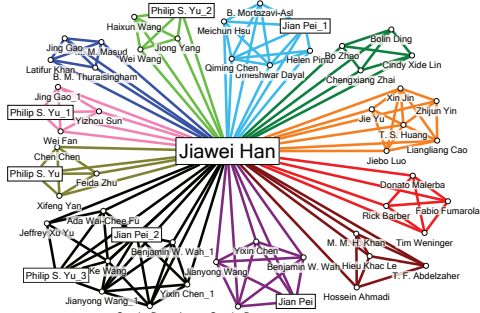 Philip S. Yu_2
B. Mortazavi-Asl
Haixun Wang
Meichun Hsu
Jian Pei_1
Bolin Ding
Jing Gao
M. M. Masud
Jiong Yang
Wei Wang
Bo Zhao
Helen Pinto
Qiming Chen
Umeshwar Dayal
Cindy Xide Lin
Latifur Khan
B. M. Thuraisingham
Chengxiang Zhai
Jing Gao_1
Xin Jin
Zhijun Yin
Philip S. Yu_1
Yizhou Sun
Jie Yu
T. S. Huang
Wei Fan
Jiawei Han
Liangliang Cao
Chen Chen
Jiebo Luo
Philip S. Yu
Feida Zhu
Donato Malerba
Xifeng Yan
Rick Barber
Fabio Fumarola
Ada Wai-Chee Fu
Jeffrey Xu Yu
Jian Pei_2
Tim Weninger
Benjamin W. Wah_1
Yixin Chen
M. M. H. Khan
Jianyong Wang
Benjamin W. Wah
Hieu Khac Le
Philip S. Yu_3
Ke Wang
T. F. Abdelzaher
Jianyong Wang_1
Yixin Chen_1
Jian Pei
Hossein Ahmadi